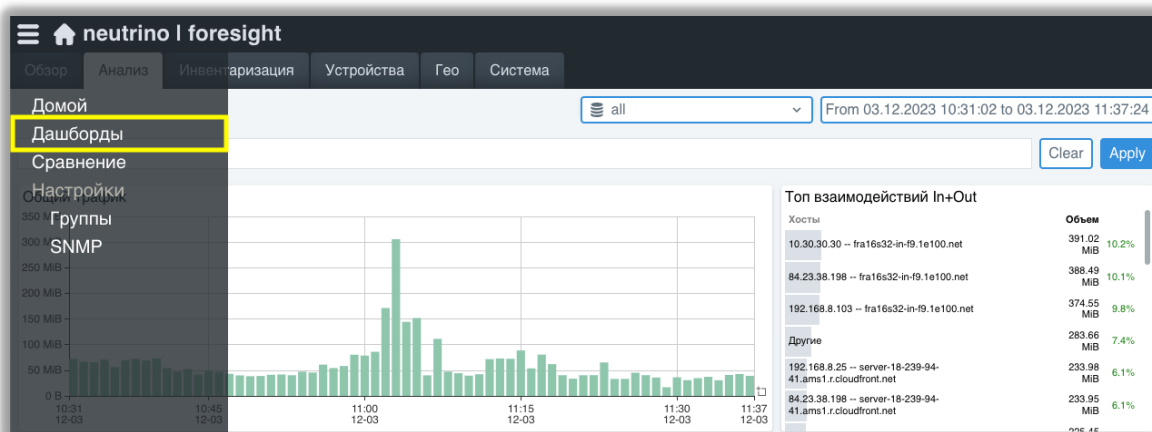 neutrino | foresight
Обзор Анализ Инвентаризация Устройства Гео Система
Домой
Дашборды
Сравнение
Настройки
Группы
SNMP
all
From 03.12.2023 10:31:02 to 03.12.2023 11:37:24
Clear Apply
Общий график
350 MiB
300 MiB
250 MiB
200 MiB
150 MiB
100 MiB
50 MiB
0 B
10:31 10:45 11:00 11:15 11:30 11:37
12-03 12-03 12-03 12-03 12-03 12-03
Топ взаимодействий In+Out
Хосты Объем
10.30.30.30 -- fra16s32-in-f9.1e100.net 391.02 MiB 10.2%
84.23.38.198 -- fra16s32-in-f9.1e100.net 388.49 MiB 10.1%
192.168.8.103 -- fra16s32-in-f9.1e100.net 374.55 MiB 9.8%
Другие 283.66 MiB 7.4%
192.168.8.25 -- server-18-239-94-
41.ams1.r.cloudfront.net 233.98 MiB 6.1%
84.23.38.198 -- server-18-239-94-
41.ams1.r.cloudfront.net 233.95 MiB 6.1%